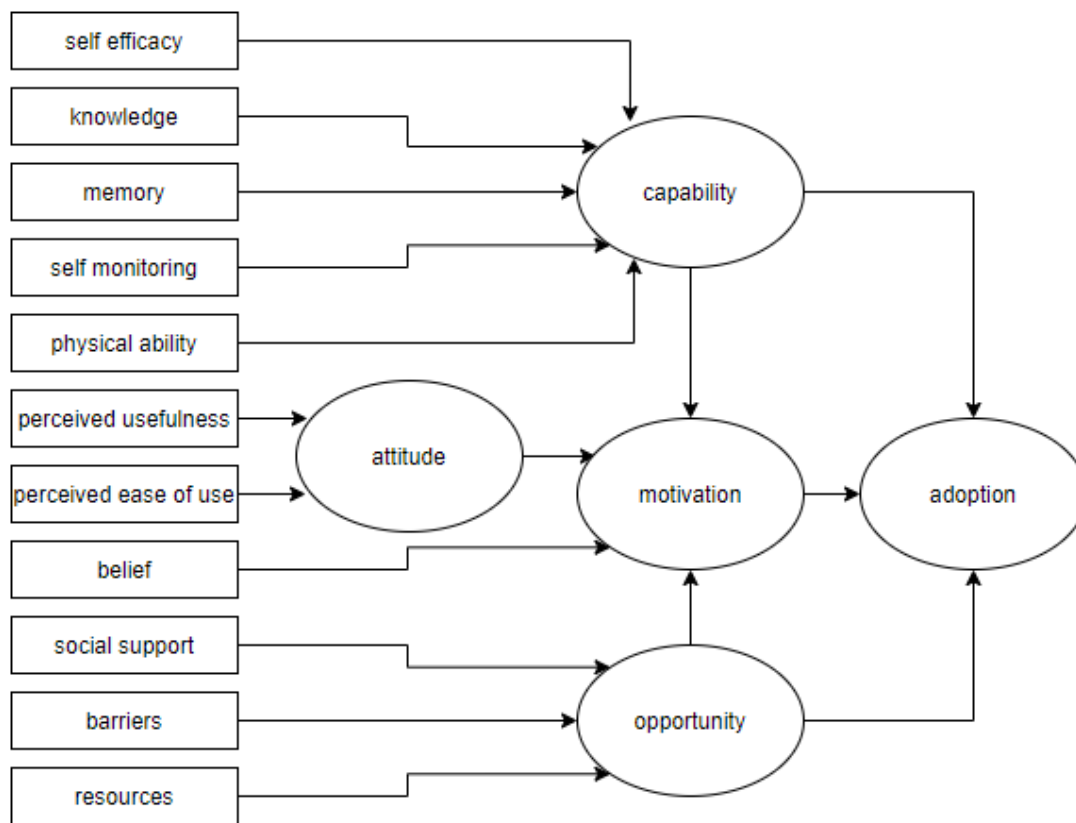 self efficacy
knowledge
memory
self monitoring
physical ability
perceived usefulness
perceived ease of use
belief
social support
barriers
resources
capability
attitude
motivation
adoption
opportunity